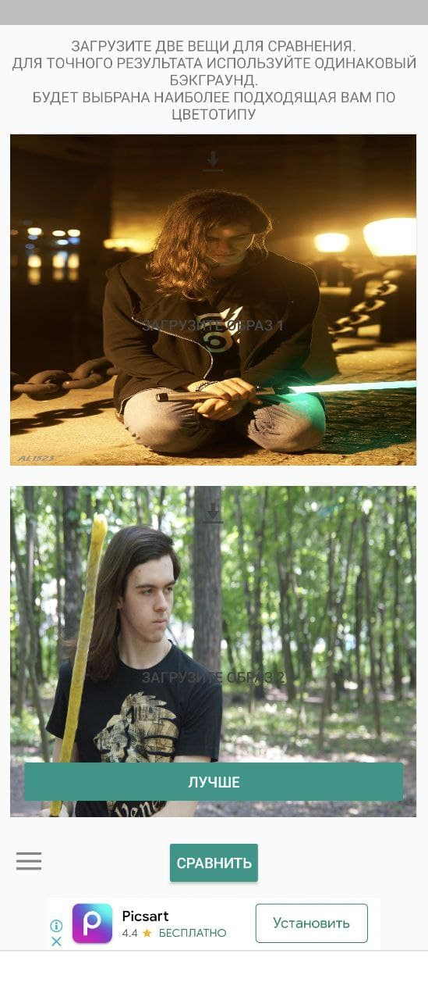 ЗАГРУЗИТЕ ДВЕ ВЕЩИ ДЛЯ СРАВНЕНИЯ.
ДЛЯ ТОЧНОГО РЕЗУЛЬТАТА ИСПОЛЬЗУЙТЕ ОДИНАКОВЫЙ
БЭКГРАУНД.
БУДЕТ ВЫБРАНА НАИБОЛЕЕ ПОДХОДЯЩАЯ ВАМ ПО
ЦВЕТОТИПУ
ЗАГРУЗИТЕ ОБРАЗ 1
AL1523
ЗАГРУЗИТЕ ОБРАЗ 2
ЛУЧШЕ
СРАВНИТЬ
Picsart
4.4 ★ БЕСПЛАТНО
Установить